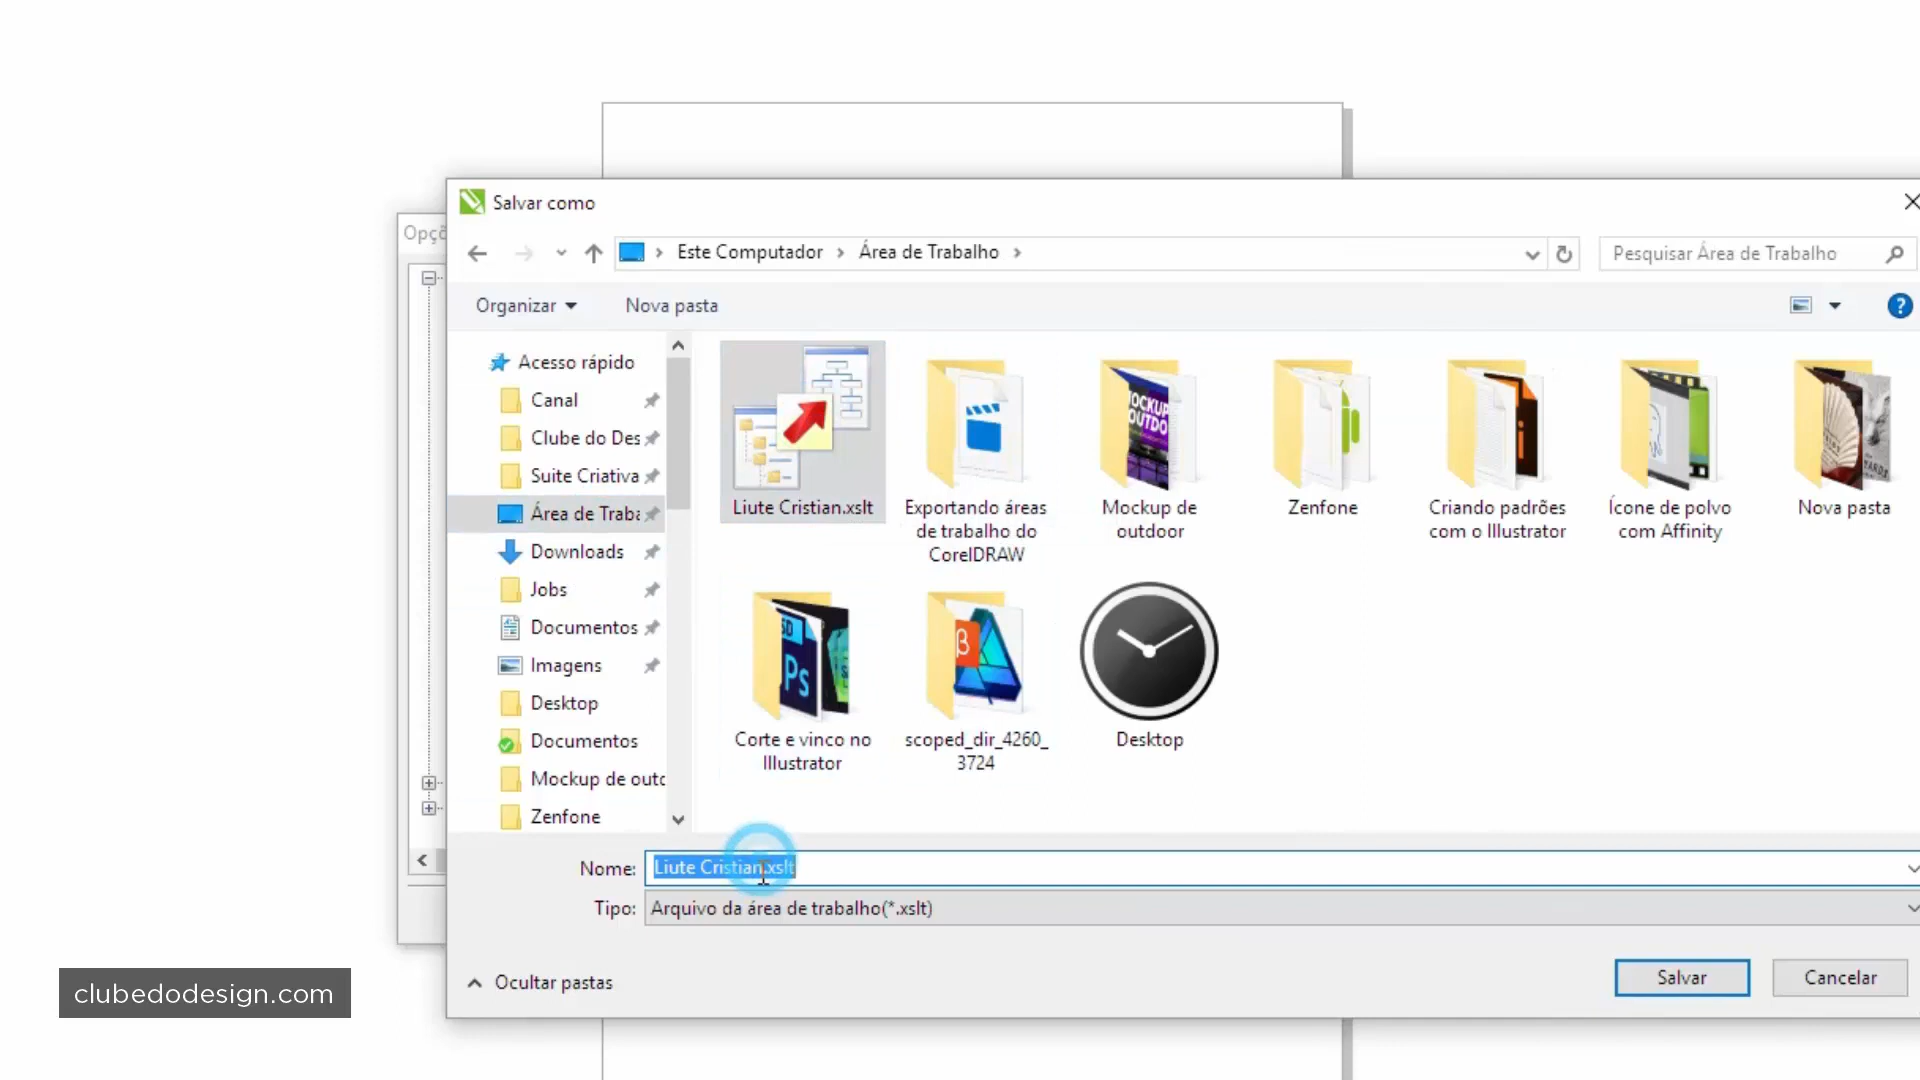 Salvar como
Opçõ
Este Computador
Área de Trabalho
Pesquisar Área de Trabalho
Organizar
Nova pasta
?
Acesso rápido
Canal
Clube do Des
Suite Criativa
Área de Traba
Downloads
Jobs
Documentos
Imagens
Desktop
Documentos
Mockup de outd
Zenfone
Liute Cristian.xslt
Exportando áreas
de trabalho do
CorelDRAW
MOCKUP
OUTDO
Mockup de
outdoor
Zenfone
Criando padrões
com o Illustrator
Ícone de polvo
com Affinity
Nova pasta
Ps
Corte e vinco no
Illustrator
β
scoped_dir_4260_
3724
Desktop
Nome: Liute Cristian.xslt
Tipo: Arquivo da área de trabalho(*.xslt)
Ocultar pastas
Salvar
Cancelar
clubedodesign.com